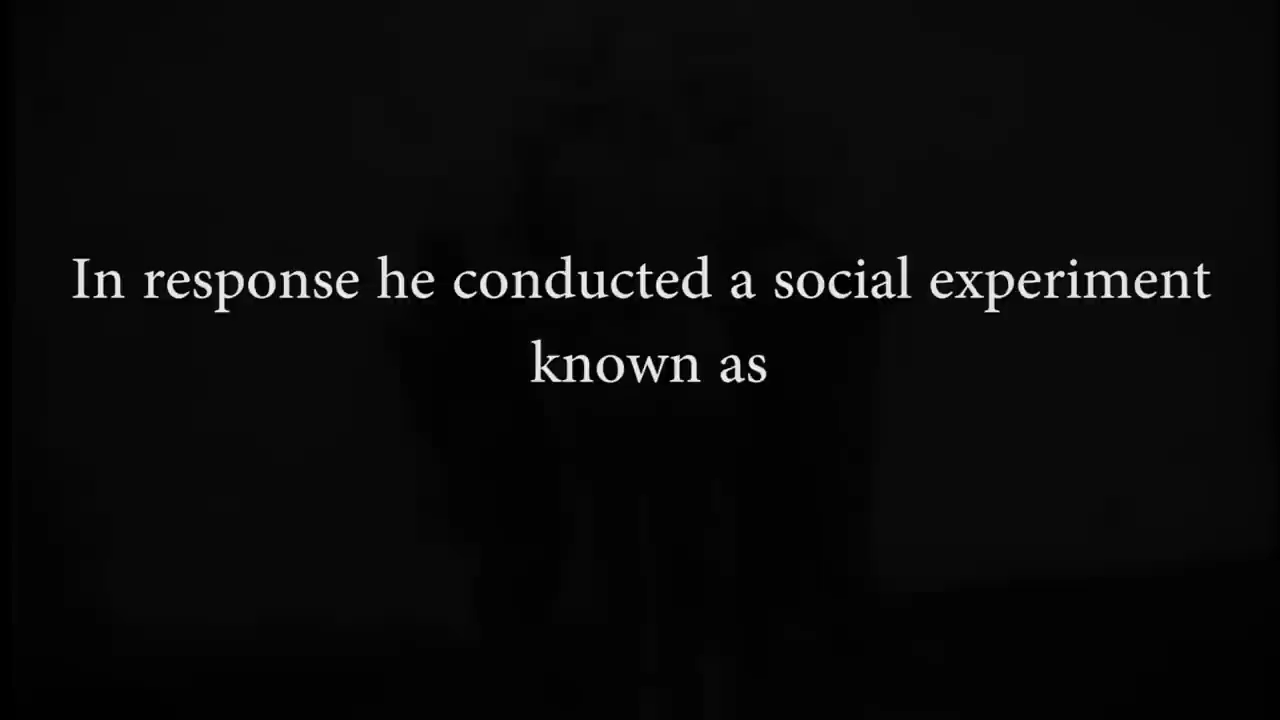 In response he conducted a social experiment
known as